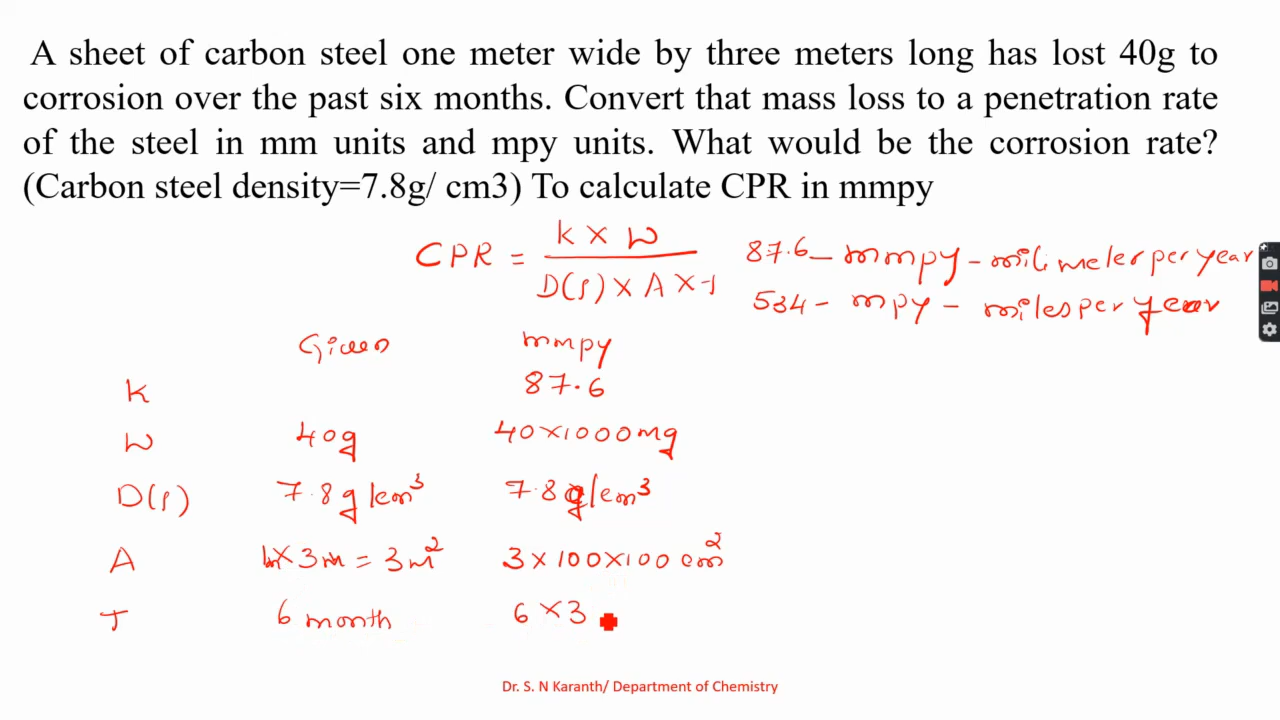 A sheet of carbon steel one meter wide by three meters long has lost 40g to
corrosion over the past six months. Convert that mass loss to a penetration rate
of the steel in mm units and mpy units. What would be the corrosion rate?
(Carbon steel density=7.8g/ cm3) To calculate CPR in mmpy
CPR = K × W / D(ρ) × A × T
87.6 – mmpy – milimeter per year
534 – mpy – miles per year
Given mmpy
K 87.6
W 40g 40×1000mg
D(ρ) 7.8g/cm³ 7.8g/cm³
A 1m×3m = 3m² 3×100×100 cm²
T 6 month 6×3
Dr. S. N Karanth/ Department of Chemistry